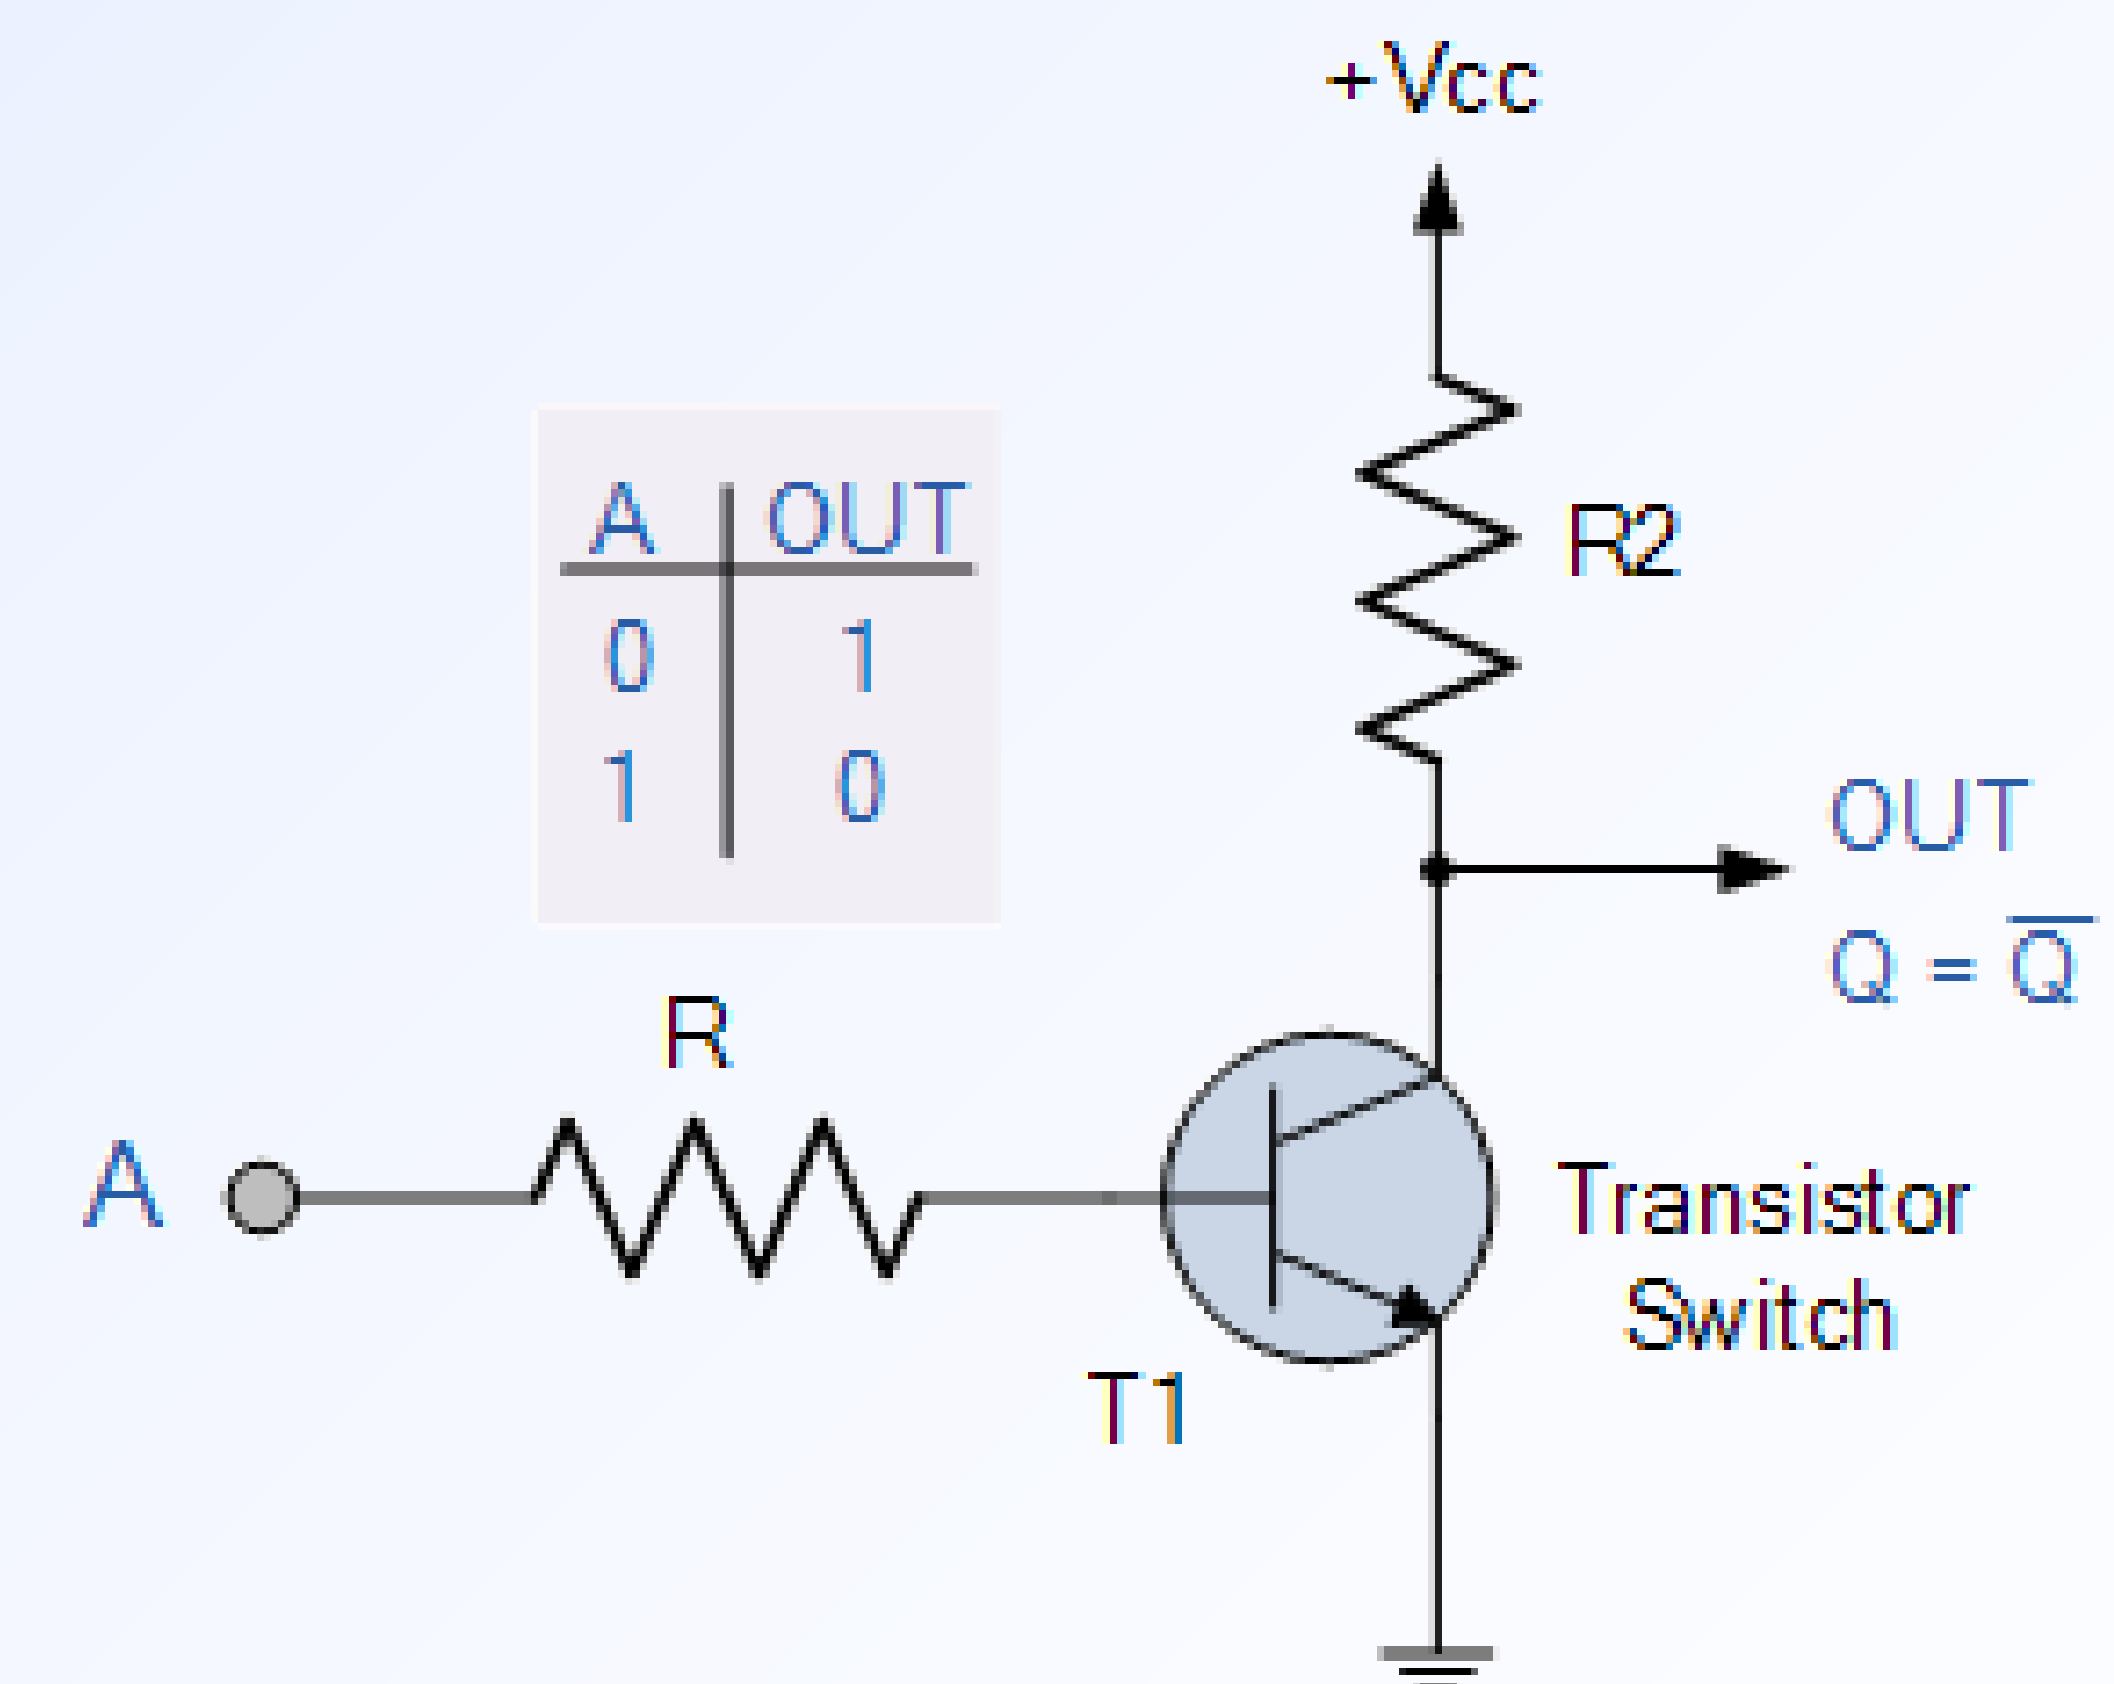 +Vcc
A OUT
0 1
1 0
R2
OUT
Q = Q̅
R
A
Transistor
Switch
T1